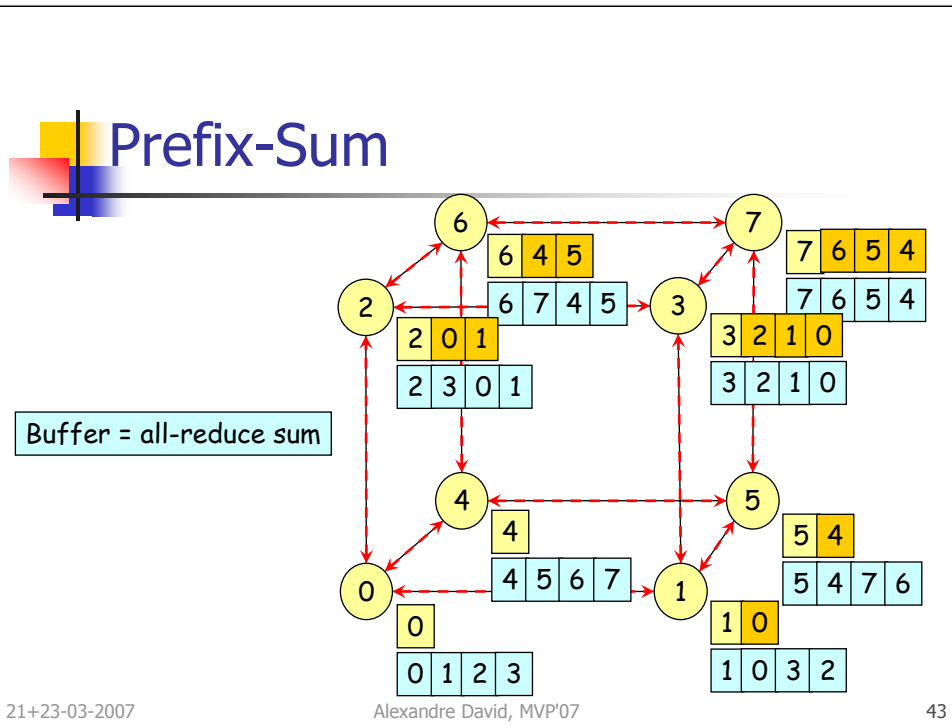 Prefix-Sum
6
7
6 4 5
7 6 5 4
6 7 4 5
7 6 5 4
2
3
2 0 1
3 2 1 0
2 3 0 1
3 2 1 0
Buffer = all-reduce sum
4
5
4
5 4
4 5 6 7
5 4 7 6
0
1
0
1 0
0 1 2 3
1 0 3 2
21+23-03-2007
Alexandre David, MVP'07
43